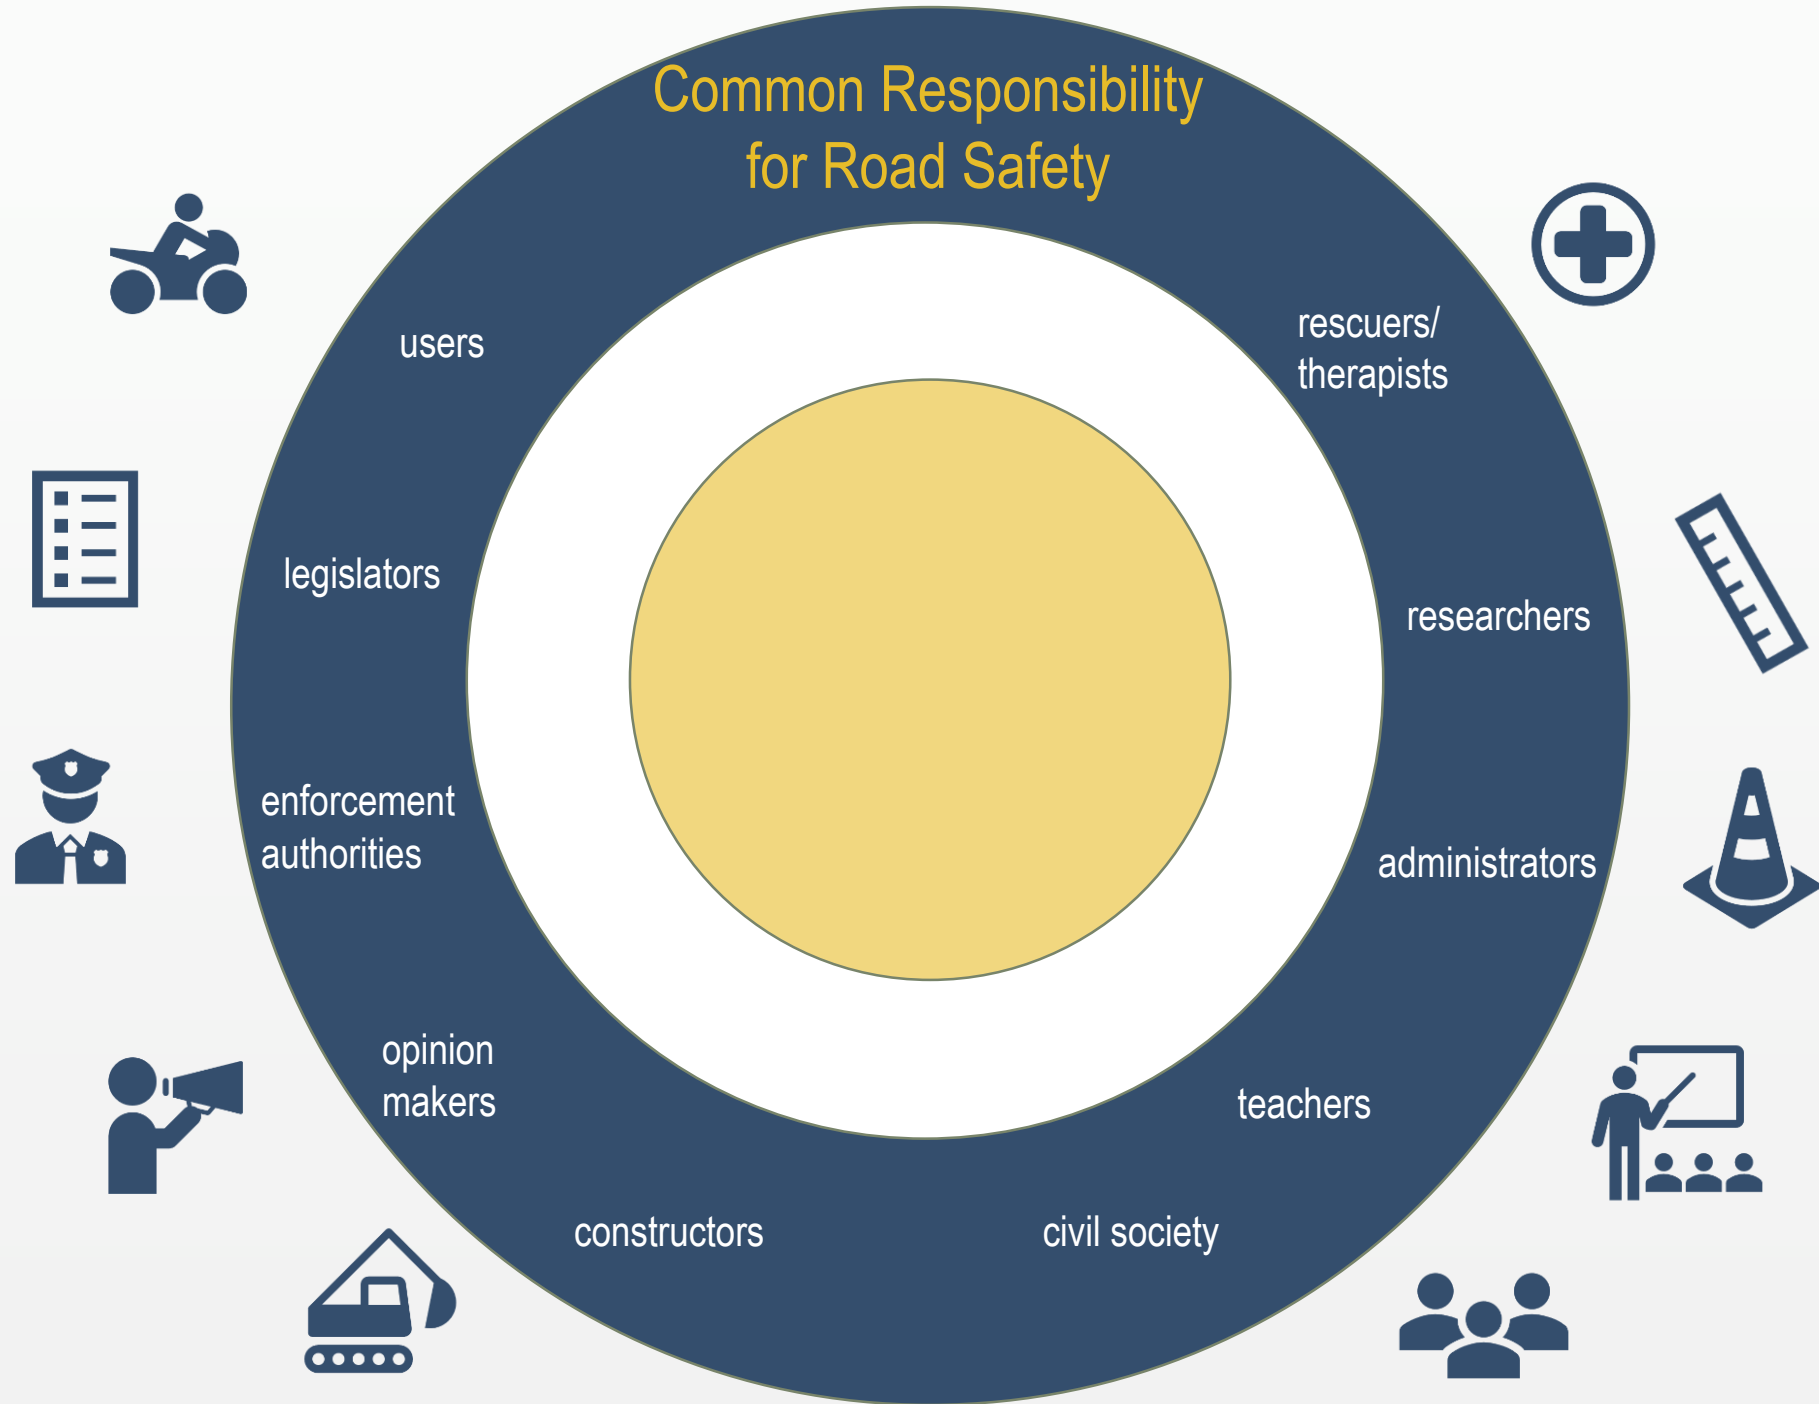 Common Responsibility
for Road Safety
users
rescuers/
therapists
legislators
researchers
enforcement
authorities
administrators
opinion
makers
teachers
constructors
civil society